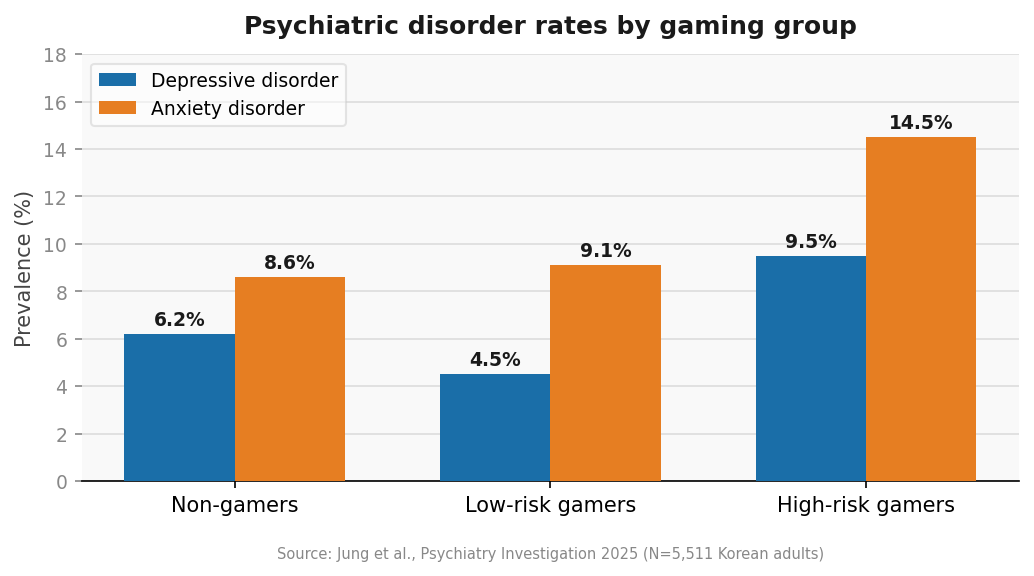 Psychiatric disorder rates by gaming group
Depressive disorder
Anxiety disorder
Prevalence (%)
18
16
14
12
10
8
6
4
2
0
6.2%
8.6%
4.5%
9.1%
9.5%
14.5%
Non-gamers
Low-risk gamers
High-risk gamers
Source: Jung et al., Psychiatry Investigation 2025 (N=5,511 Korean adults)